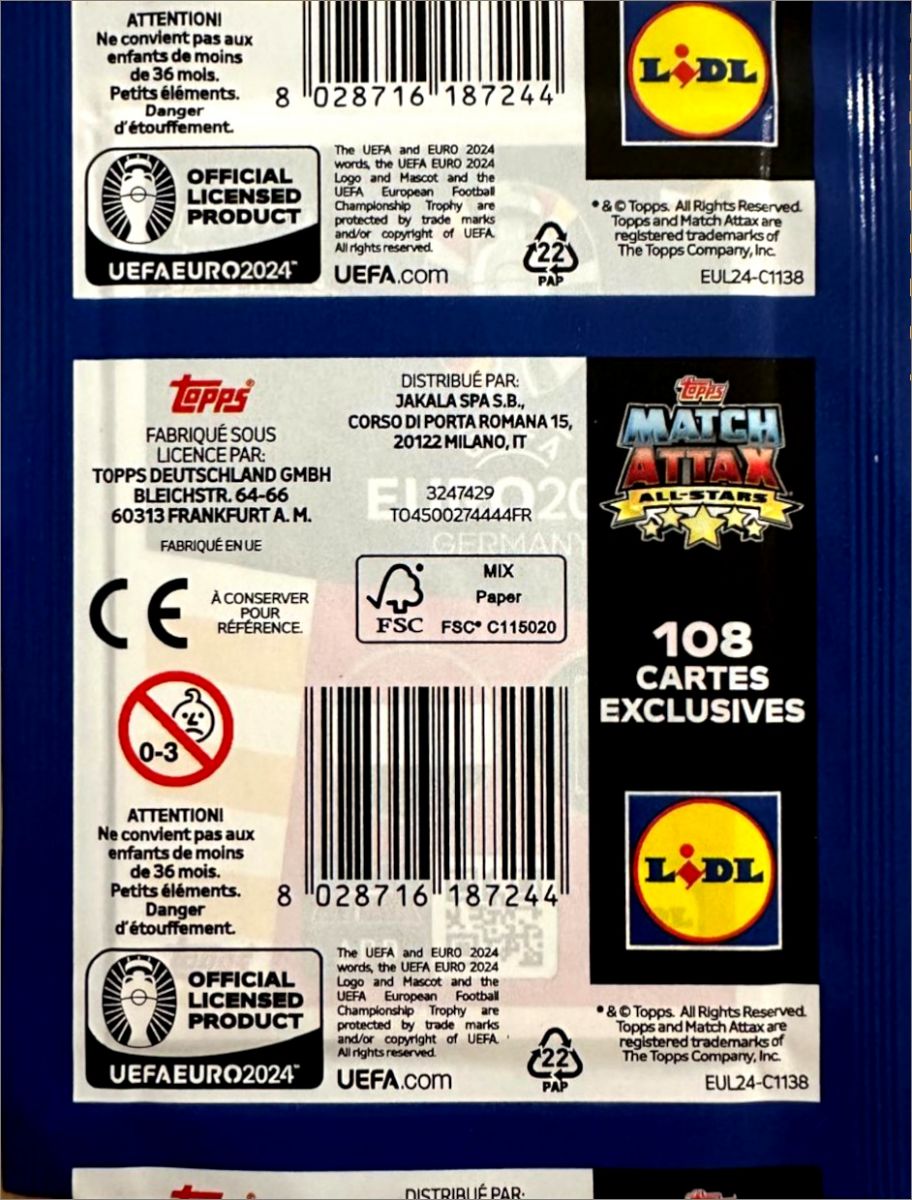 ATTENTION!
Ne convient pas aux
enfants de moins
de 36 mois.
Petits éléments.
Danger
d'étouffement.
8 028716 187244
LIDL
OFFICIAL
LICENSED
PRODUCT
UEFAEURO2024™
The UEFA and EURO 2024
words, the UEFA EURO 2024
Logo and Mascot and the
UEFA European Football
Championship Trophy are
protected by trade marks
and/or copyright of UEFA.
All rights reserved.
UEFA.com
22
PAP
® & © Topps. All Rights Reserved.
Topps and Match Attax are
registered trademarks of
The Topps Company, Inc.
EUL24-C1138
Topps®
FABRIQUÉ SOUS
LICENCE PAR:
TOPPS DEUTSCHLAND GMBH
BLEICHSTR. 64-66
60313 FRANKFURT A. M.
FABRIQUÉ EN UE
DISTRIBUÉ PAR:
JAKALA SPA S.B.,
CORSO DI PORTA ROMANA 15,
20122 MILANO, IT
3247429
TO4500274444FR
CE
À CONSERVER
POUR
RÉFÉRENCE.
FSC
MIX
Paper
FSC® C115020
0-3
ATTENTION!
Ne convient pas aux
enfants de moins
de 36 mois.
Petits éléments.
Danger
d'étouffement.
8 028716 187244
Topps
MATCH
ATTAX
ALL-STARS
108
CARTES
EXCLUSIVES
LIDL
OFFICIAL
LICENSED
PRODUCT
UEFAEURO2024™
The UEFA and EURO 2024
words, the UEFA EURO 2024
Logo and Mascot and the
UEFA European Football
Championship Trophy are
protected by trade marks
and/or copyright of UEFA.
All rights reserved.
UEFA.com
22
PAP
® & © Topps. All Rights Reserved.
Topps and Match Attax are
registered trademarks of
The Topps Company, Inc.
EUL24-C1138
DISTRIBUÉ PAR: